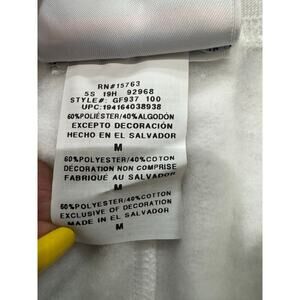 RN#15763
5S 19H 92968
STYLE#: GF937 100
UPC:194164038938
60%POLIÉSTER/40%ALGODÓN
EXCEPTO DECORACIÓN
HECHO EN EL SALVADOR
M
60%POLYESTER/40%COTON
DECORATION NON COMPRISE
FABRIQUÉ AU SALVADOR
M
60%POLYESTER/40%COTTON
EXCLUSIVE OF DECORATION
MADE IN EL SALVADOR
M